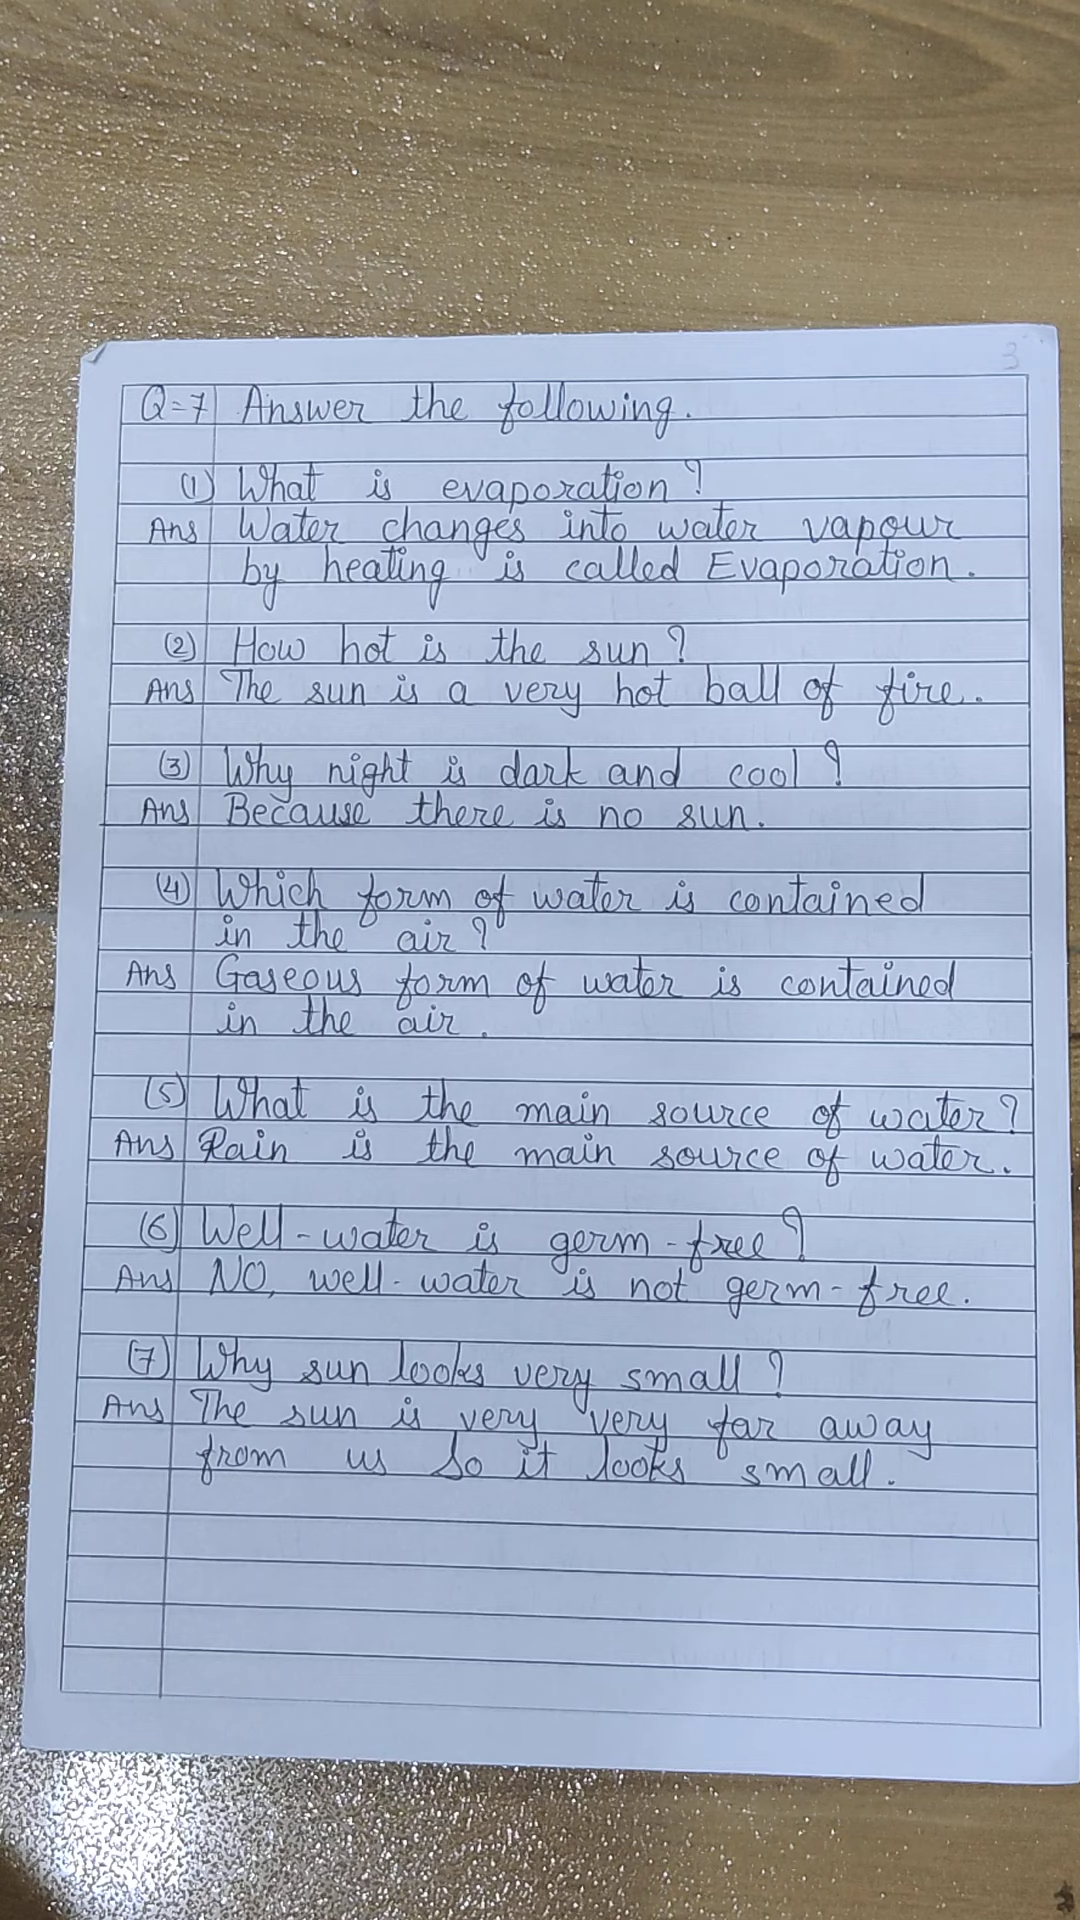 3
Q=7 Answer the following.
(1) What is evaporation?
Ans Water changes into water vapour
by heating is called Evaporation.
(2) How hot is the sun?
Ans The sun is a very hot ball of fire.
(3) Why night is dark and cool?
Ans Because there is no sun.
(4) Which form of water is contained
in the air?
Ans Gaseous form of water is contained
in the air.
(5) What is the main source of water?
Ans Rain is the main source of water.
(6) Well-water is germ-free?
Ans NO, well-water is not germ-free.
(7) Why sun looks very small?
Ans The sun is very very far away
from us so it looks small.